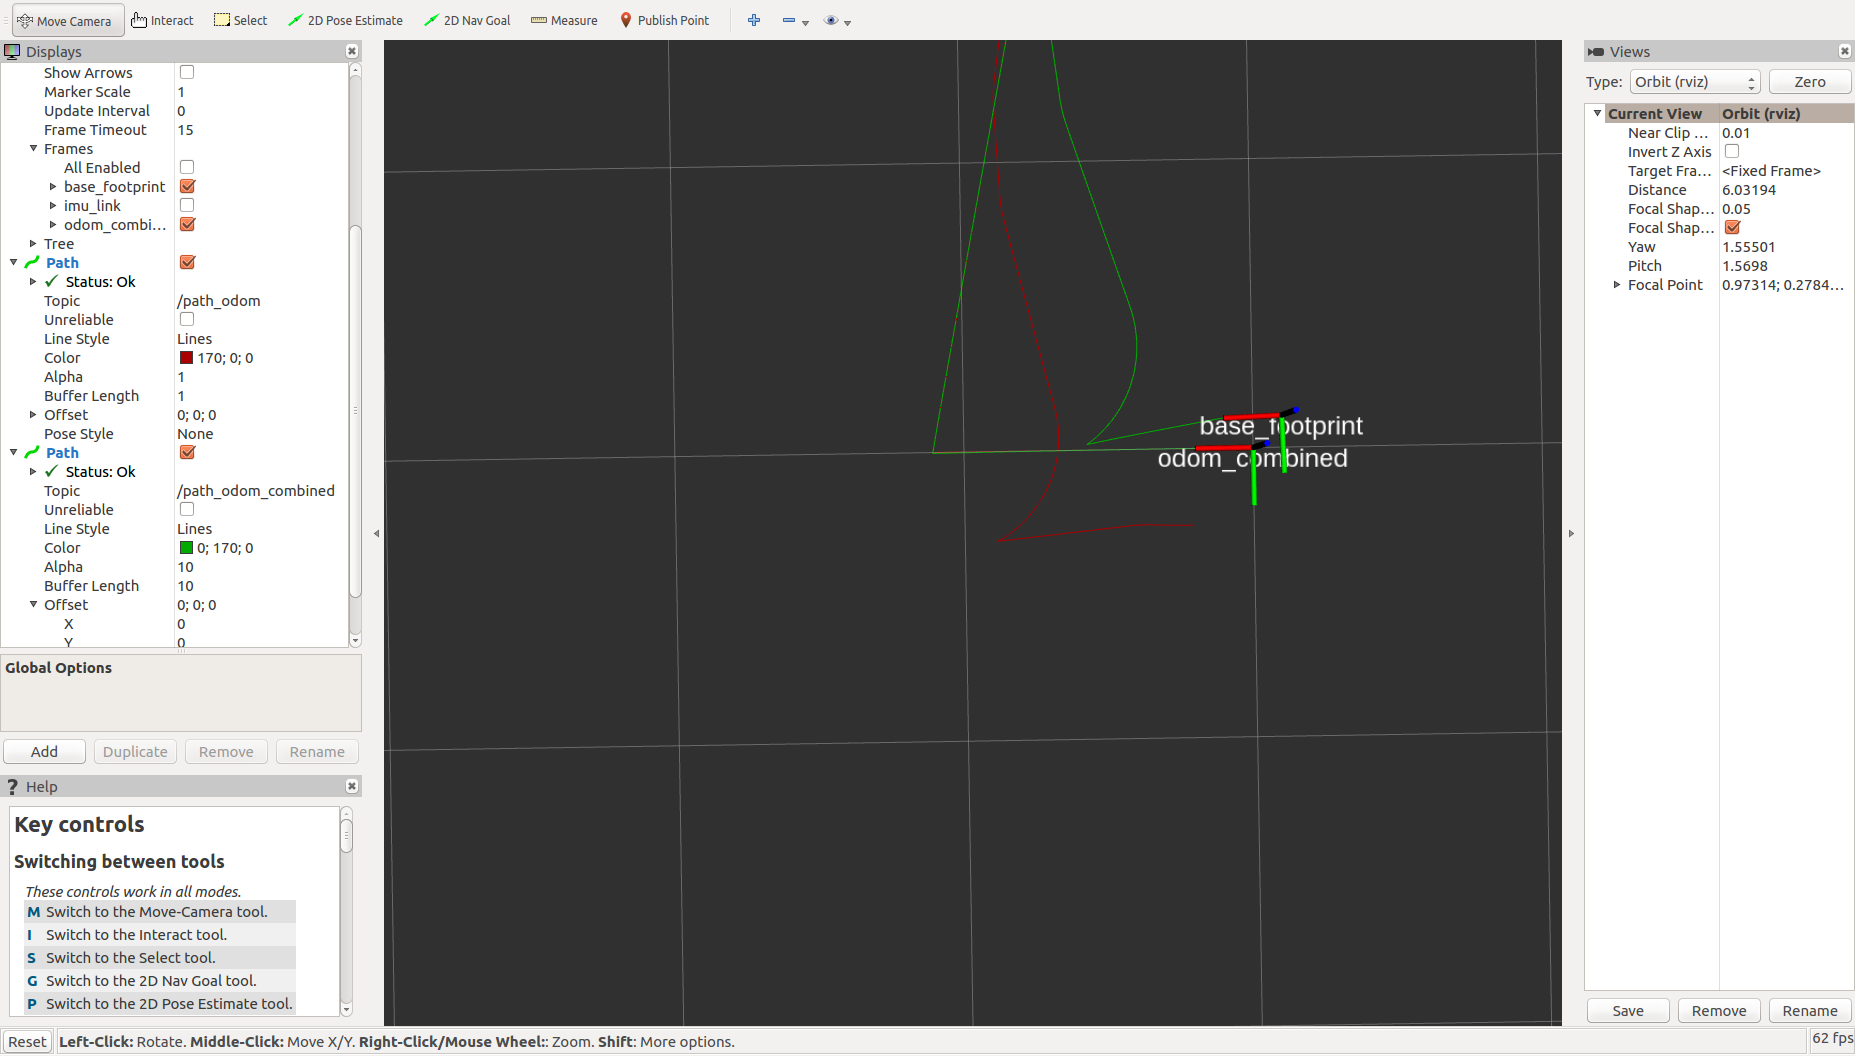 Move Camera Interact Select 2D Pose Estimate 2D Nav Goal Measure Publish Point
Displays
Show Arrows
Marker Scale 1
Update Interval 0
Frame Timeout 15
Frames
All Enabled
base_footprint
imu_link
odom_combi...
Tree
Path
Status: Ok
Topic /path_odom
Unreliable
Line Style Lines
Color 170; 0; 0
Alpha 1
Buffer Length 1
Offset 0; 0; 0
Pose Style None
Path
Status: Ok
Topic /path_odom_combined
Unreliable
Line Style Lines
Color 0; 170; 0
Alpha 10
Buffer Length 10
Offset 0; 0; 0
X 0
Y 0
Global Options
Add Duplicate Remove Rename
? Help
Key controls
Switching between tools
These controls work in all modes.
M Switch to the Move-Camera tool.
I Switch to the Interact tool.
S Switch to the Select tool.
G Switch to the 2D Nav Goal tool.
P Switch to the 2D Pose Estimate tool.
base_footprint
odom_combined
Views
Type: Orbit (rviz) Zero
Current View Orbit (rviz)
Near Clip ... 0.01
Invert Z Axis
Target Fra... <Fixed Frame>
Distance 6.03194
Focal Shap... 0.05
Focal Shap...
Yaw 1.55501
Pitch 1.5698
Focal Point 0.97314; 0.2784...
Save Remove Rename
Reset Left-Click: Rotate. Middle-Click: Move X/Y. Right-Click/Mouse Wheel:: Zoom. Shift: More options. 62 fps